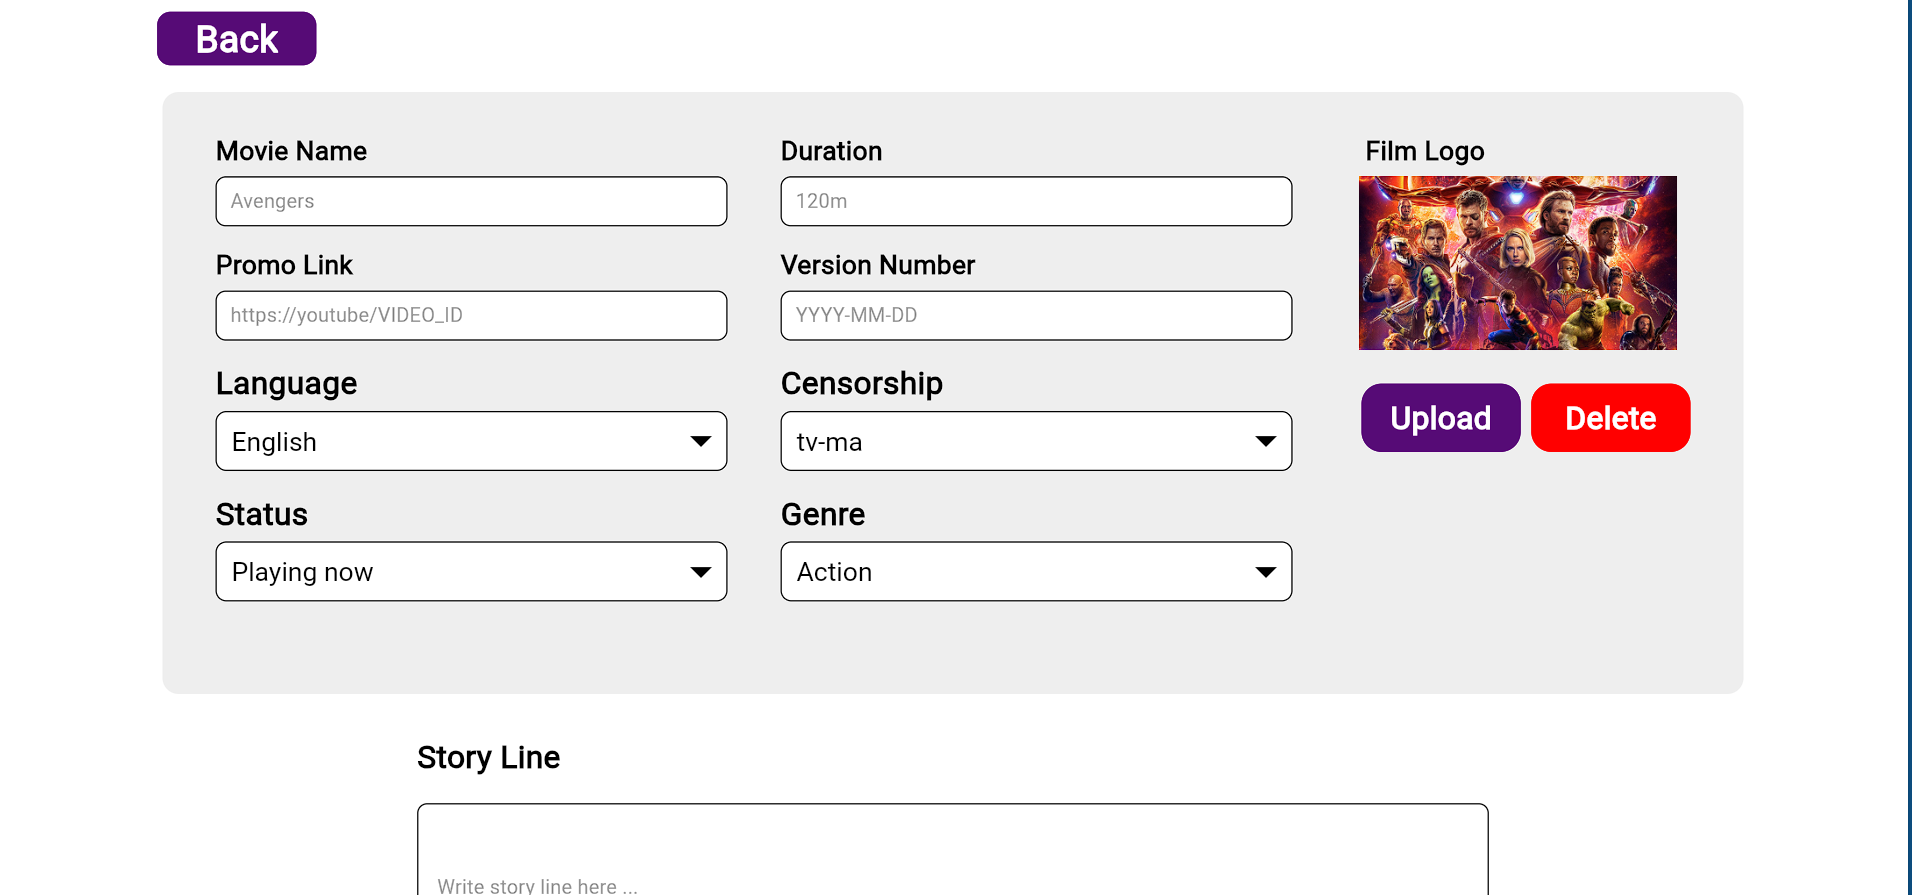 Back
Movie Name
Avengers
Duration
120m
Film Logo
Promo Link
https://youtube/VIDEO_ID
Version Number
YYYY-MM-DD
Language
English
Censorship
tv-ma
Upload
Delete
Status
Playing now
Genre
Action
Story Line
Write story line here ...